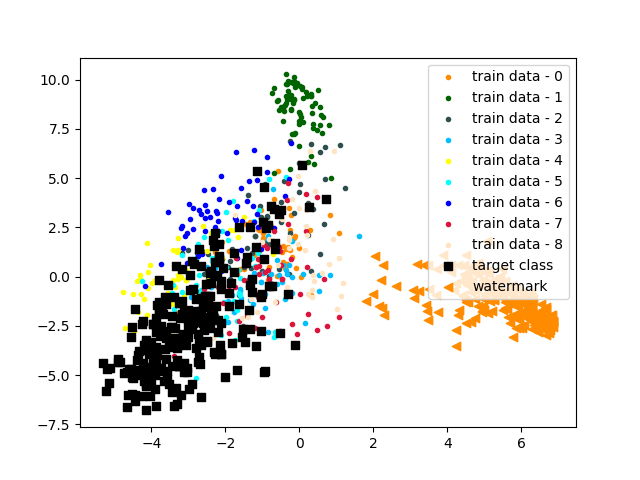 10.0
7.5
5.0
2.5
0.0
−2.5
−5.0
−7.5
−4
−2
0
2
4
6
train data - 0
train data - 1
train data - 2
train data - 3
train data - 4
train data - 5
train data - 6
train data - 7
train data - 8
target class
watermark